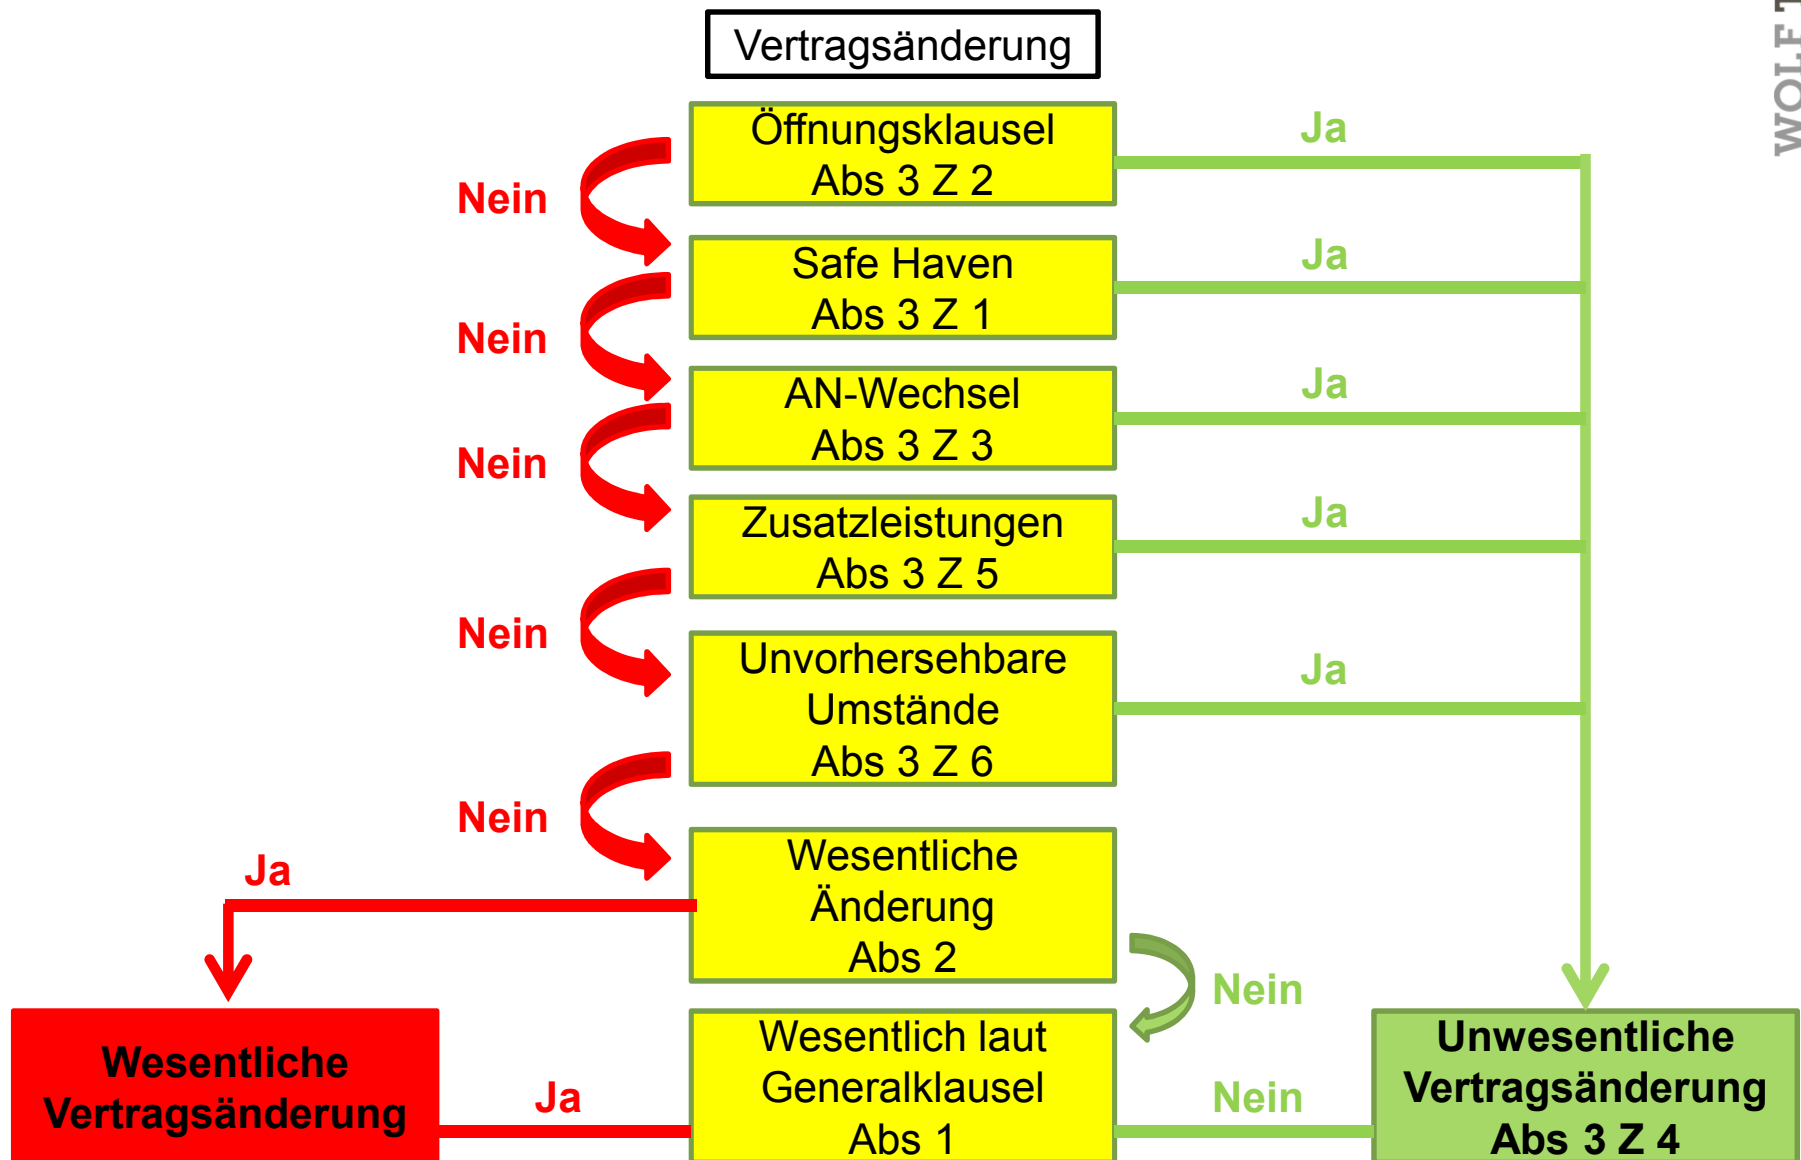 Vertragsänderung
Öffnungsklausel
Abs 3 Z 2
Ja
Nein
Safe Haven
Abs 3 Z 1
Ja
Nein
AN-Wechsel
Abs 3 Z 3
Ja
Nein
Zusatzleistungen
Abs 3 Z 5
Ja
Nein
Unvorhersehbare
Umstände
Abs 3 Z 6
Ja
Nein
Wesentliche
Änderung
Abs 2
Ja
Nein
Wesentliche
Vertragsänderung
Ja
Wesentlich laut
Generalklausel
Abs 1
Nein
Unwesentliche
Vertragsänderung
Abs 3 Z 4
WOLF